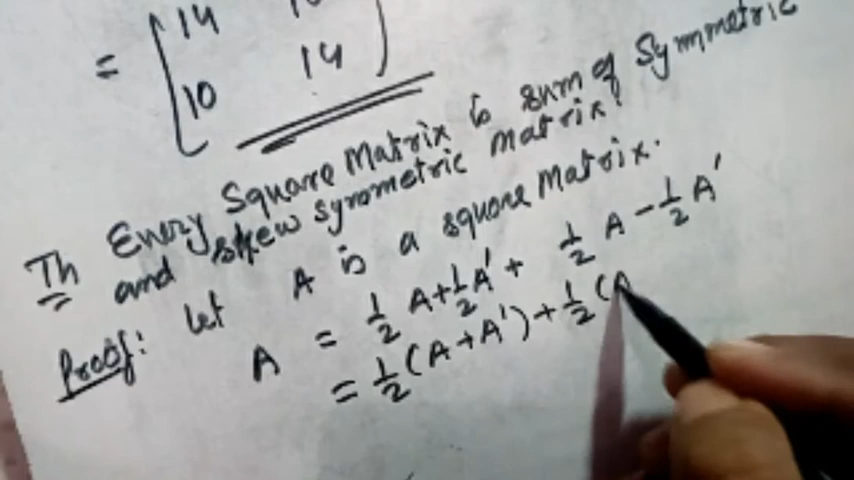 14
= 10 14
Th Every Square Matrix is sum of symmetric
and skew symmetric matrix.
Proof: let A is a square matrix.
A = 1/2 A + 1/2 A' + 1/2 A - 1/2 A'
= 1/2 (A + A') + 1/2 (A